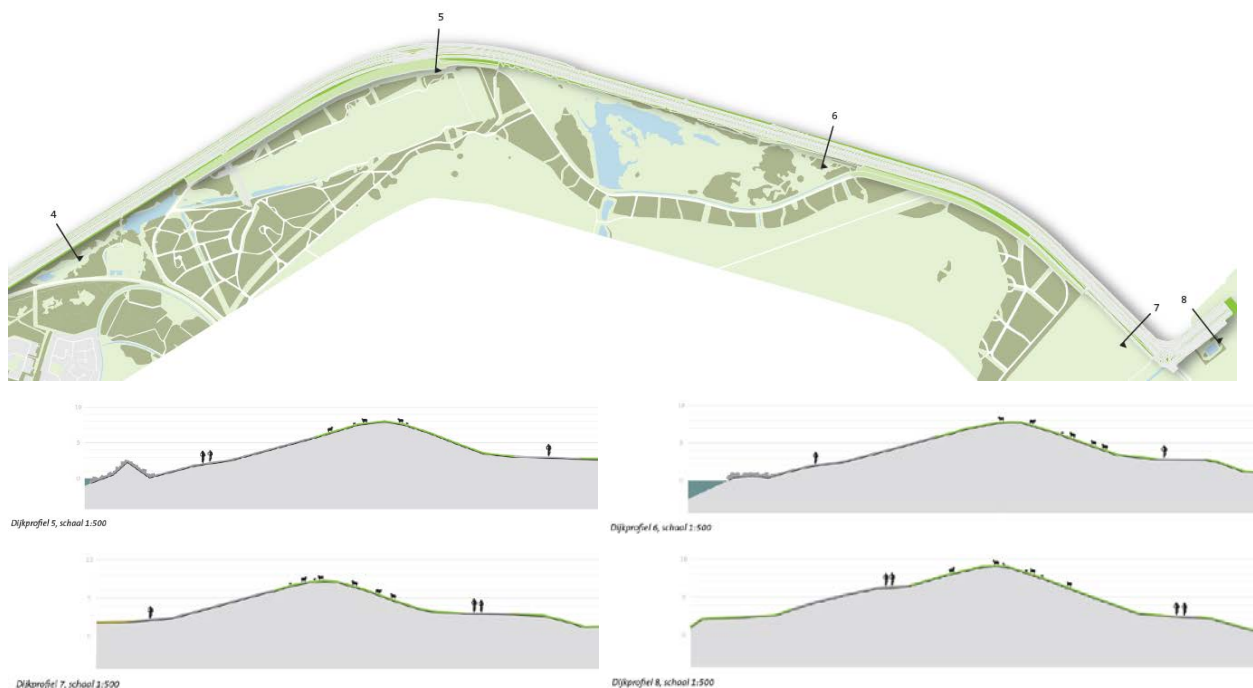 5
6
4
7
8
Dijkprofiel 5, schaal 1:500
Dijkprofiel 6, schaal 1:500
Dijkprofiel 7, schaal 1:500
Dijkprofiel 8, schaal 1:500